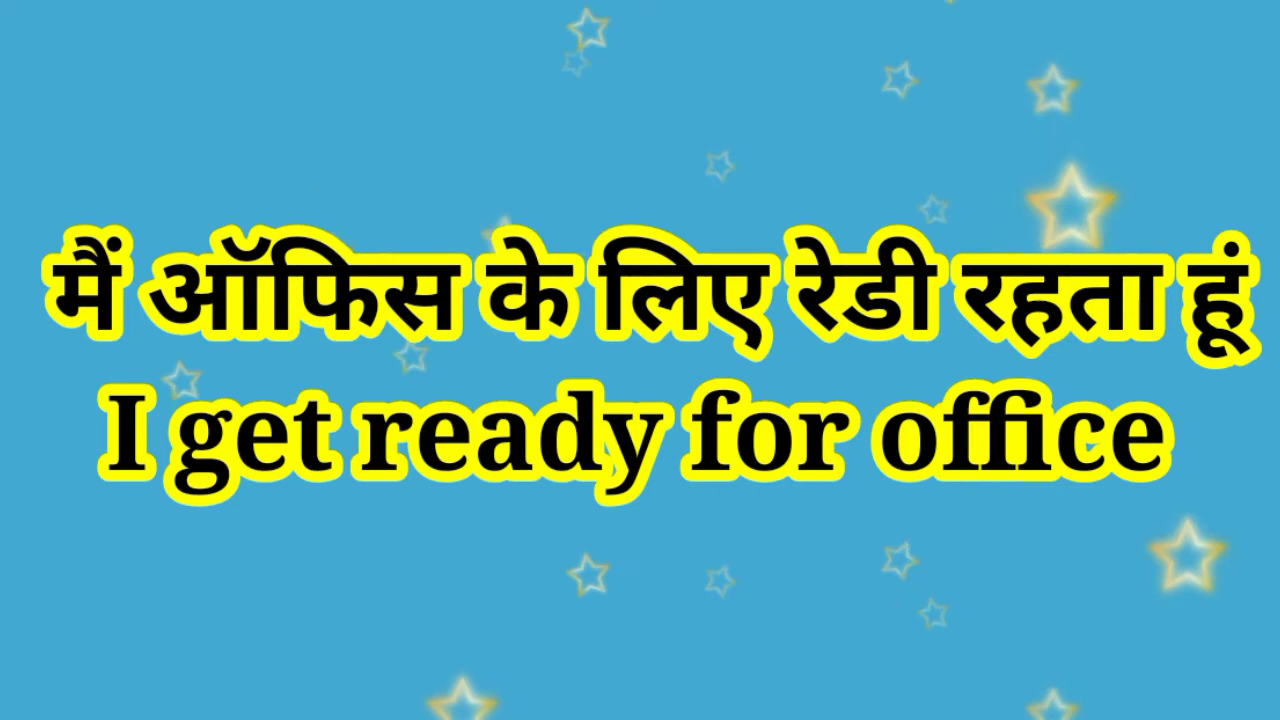 मैं ऑफिस के लिए रेडी रहता हूं
I get ready for office